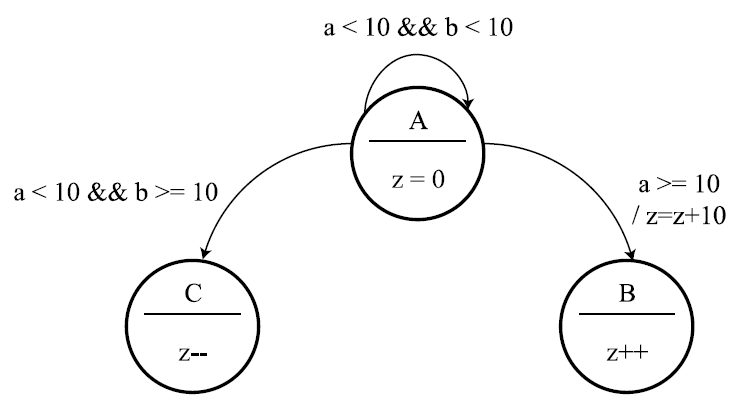 a < 10 && b < 10
A
z = 0
a < 10 && b >= 10
a >= 10
/ z=z+10
C
z--
B
z++